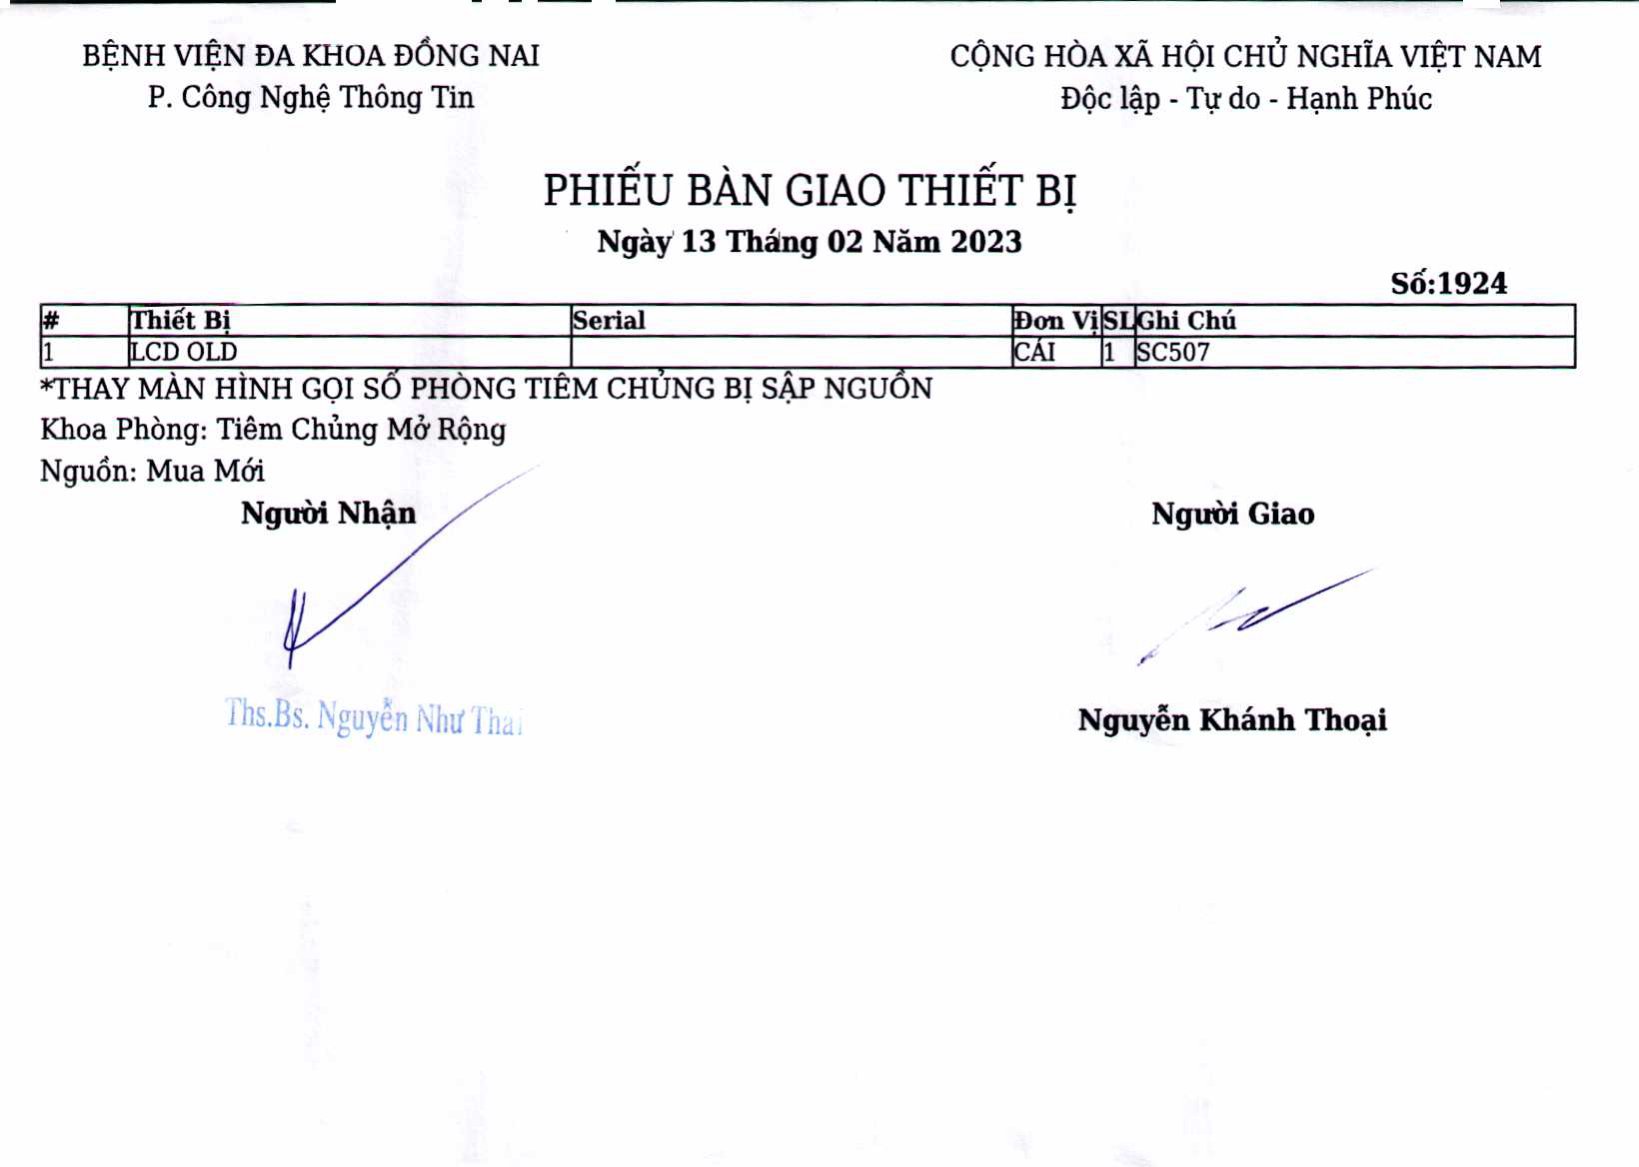 BỆNH VIỆN ĐA KHOA ĐỒNG NAI
P. Công Nghệ Thông Tin
CỘNG HÒA XÃ HỘI CHỦ NGHĨA VIỆT NAM
Độc lập - Tự do - Hạnh Phúc
PHIẾU BÀN GIAO THIẾT BỊ
Ngày 13 Tháng 02 Năm 2023
Số:1924
# Thiết Bị Serial Đơn Vị SL Ghi Chú
1 LCD OLD CÁI 1 SC507
*THAY MÀN HÌNH GỌI SỐ PHÒNG TIÊM CHỦNG BỊ SẬP NGUỒN
Khoa Phòng: Tiêm Chủng Mở Rộng
Nguồn: Mua Mới
Người Nhận Người Giao
Ths.Bs. Nguyễn Như
Nguyễn Khánh Thoại